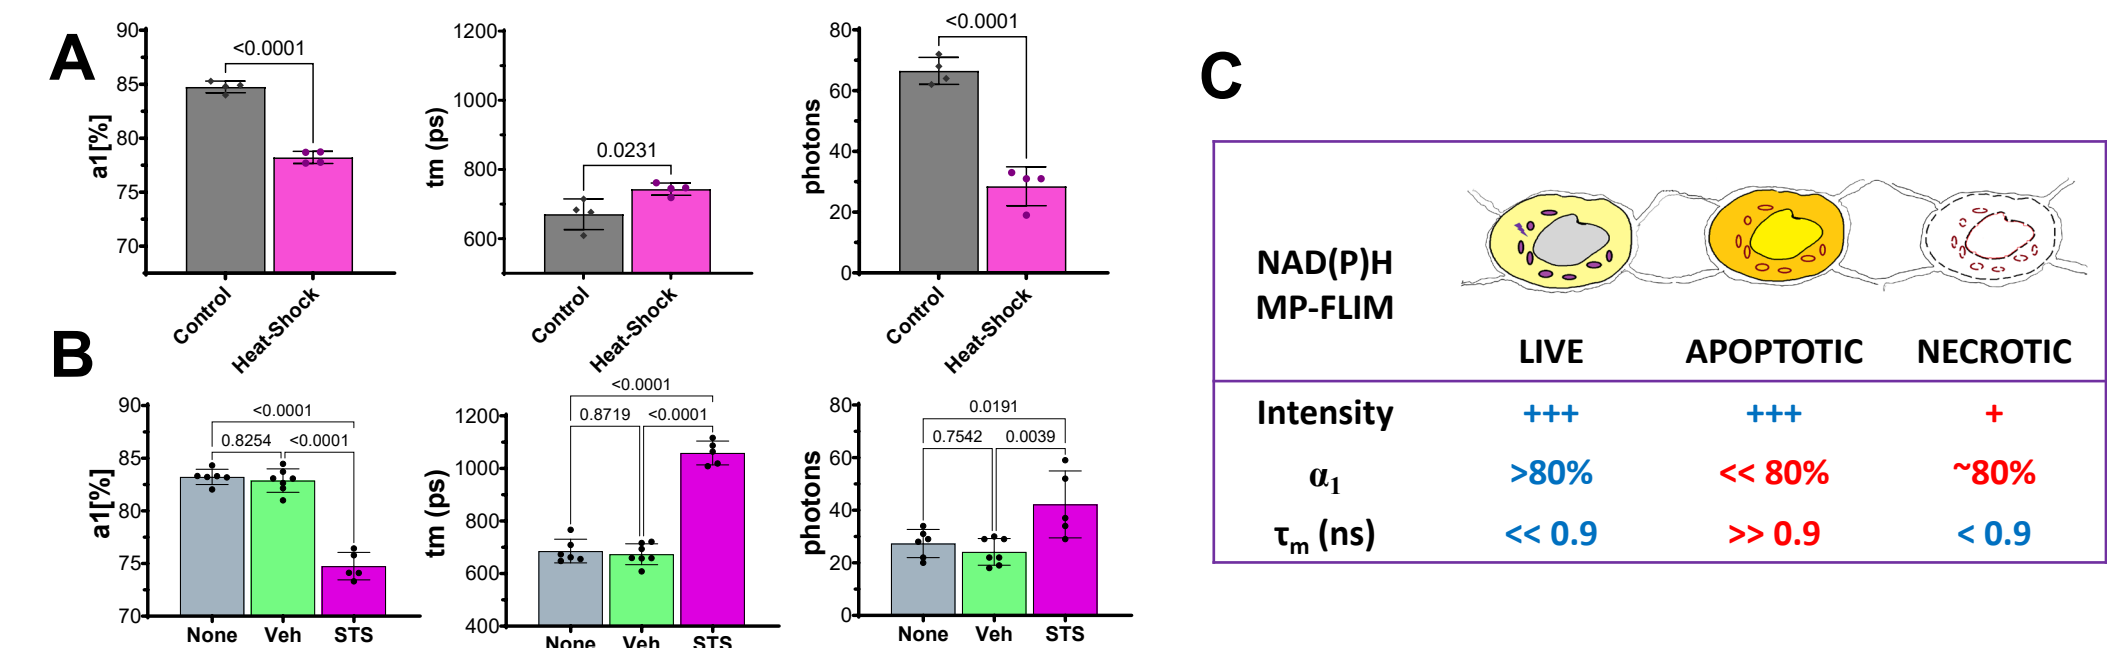 A
90
85
80
75
70
a1[%]
<0.0001
Control
Heat-Shock
1200
1000
800
600
tm (ps)
0.0231
Control
Heat-Shock
80
60
40
20
0
photons
<0.0001
Control
Heat-Shock
B
90
85
80
75
70
a1[%]
<0.0001
0.8254
<0.0001
None
Veh
STS
1200
1000
800
600
400
tm (ps)
<0.0001
0.8719
<0.0001
None
Veh
STS
80
60
40
20
0
photons
0.0191
0.7542
0.0039
None
Veh
STS
C
NAD(P)H
MP-FLIM
LIVE APOPTOTIC NECROTIC
Intensity +++ +++ +
α1 >80% << 80% ~80%
τm (ns) << 0.9 >> 0.9 < 0.9